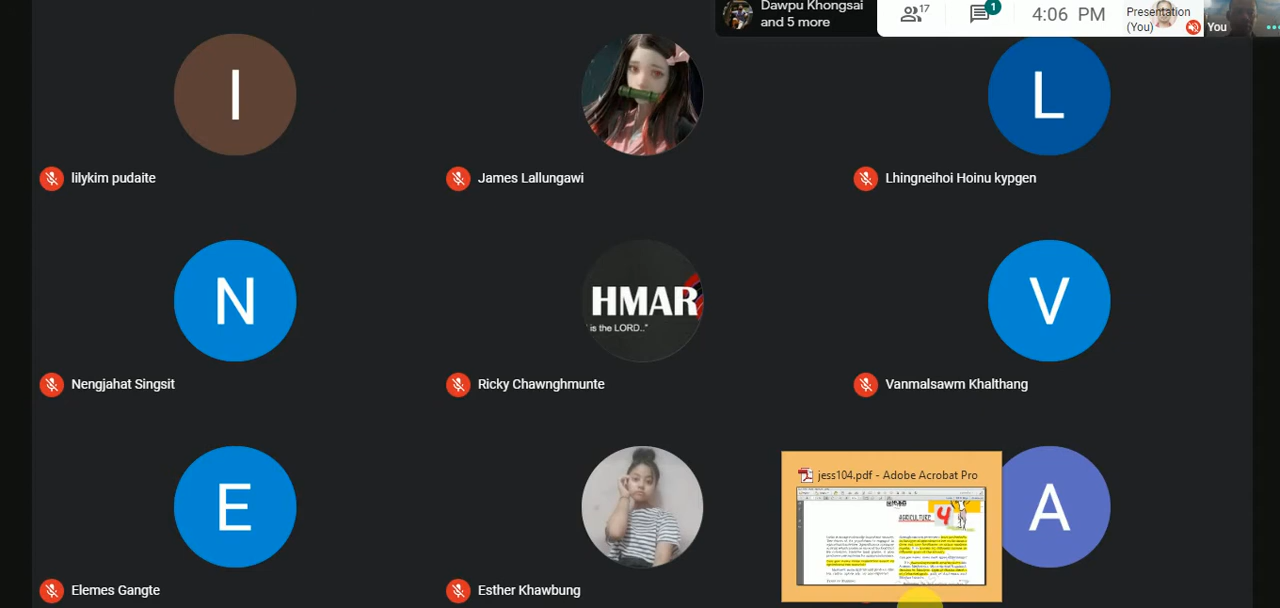 Dawpu Khongsai
and 5 more
17
1
4:06 PM
Presentation
(You)
You
I
L
lilykim pudaite
James Lallungawi
Lhingneihoi Hoinu kypgen
N
HMAR
is the LORD.."
V
Nengjahat Singsit
Ricky Chawnghmunte
Vanmalsawm Khalthang
E
jess104.pdf - Adobe Acrobat Pro
AGRICULTURE 4
A
Elemes Gangte
Esther Khawbung